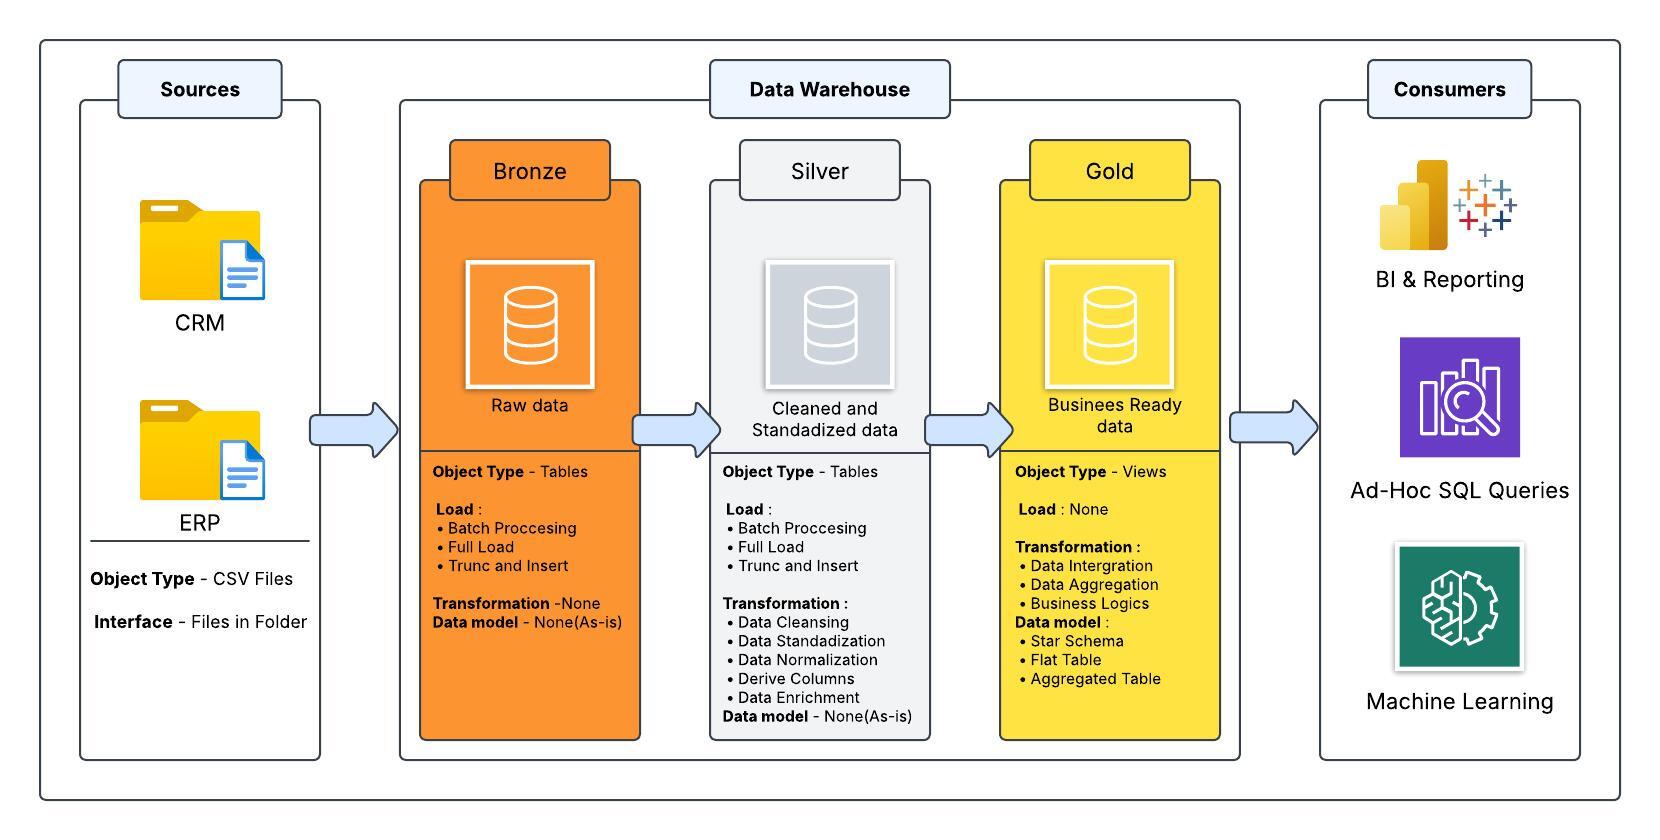 Sources
CRM
ERP
Object Type - CSV Files
Interface - Files in Folder
Data Warehouse
Bronze
Raw data
Object Type - Tables
Load :
• Batch Proccesing
• Full Load
• Trunc and Insert
Transformation -None
Data model - None(As-is)
Silver
Cleaned and
Standadized data
Object Type - Tables
Load :
• Batch Proccesing
• Full Load
• Trunc and Insert
Transformation :
• Data Cleansing
• Data Standadization
• Data Normalization
• Derive Columns
• Data Enrichment
Data model - None(As-is)
Gold
Businees Ready
data
Object Type - Views
Load : None
Transformation :
• Data Intergration
• Data Aggregation
• Business Logics
Data model :
• Star Schema
• Flat Table
• Aggregated Table
Consumers
BI & Reporting
Ad-Hoc SQL Queries
Machine Learning